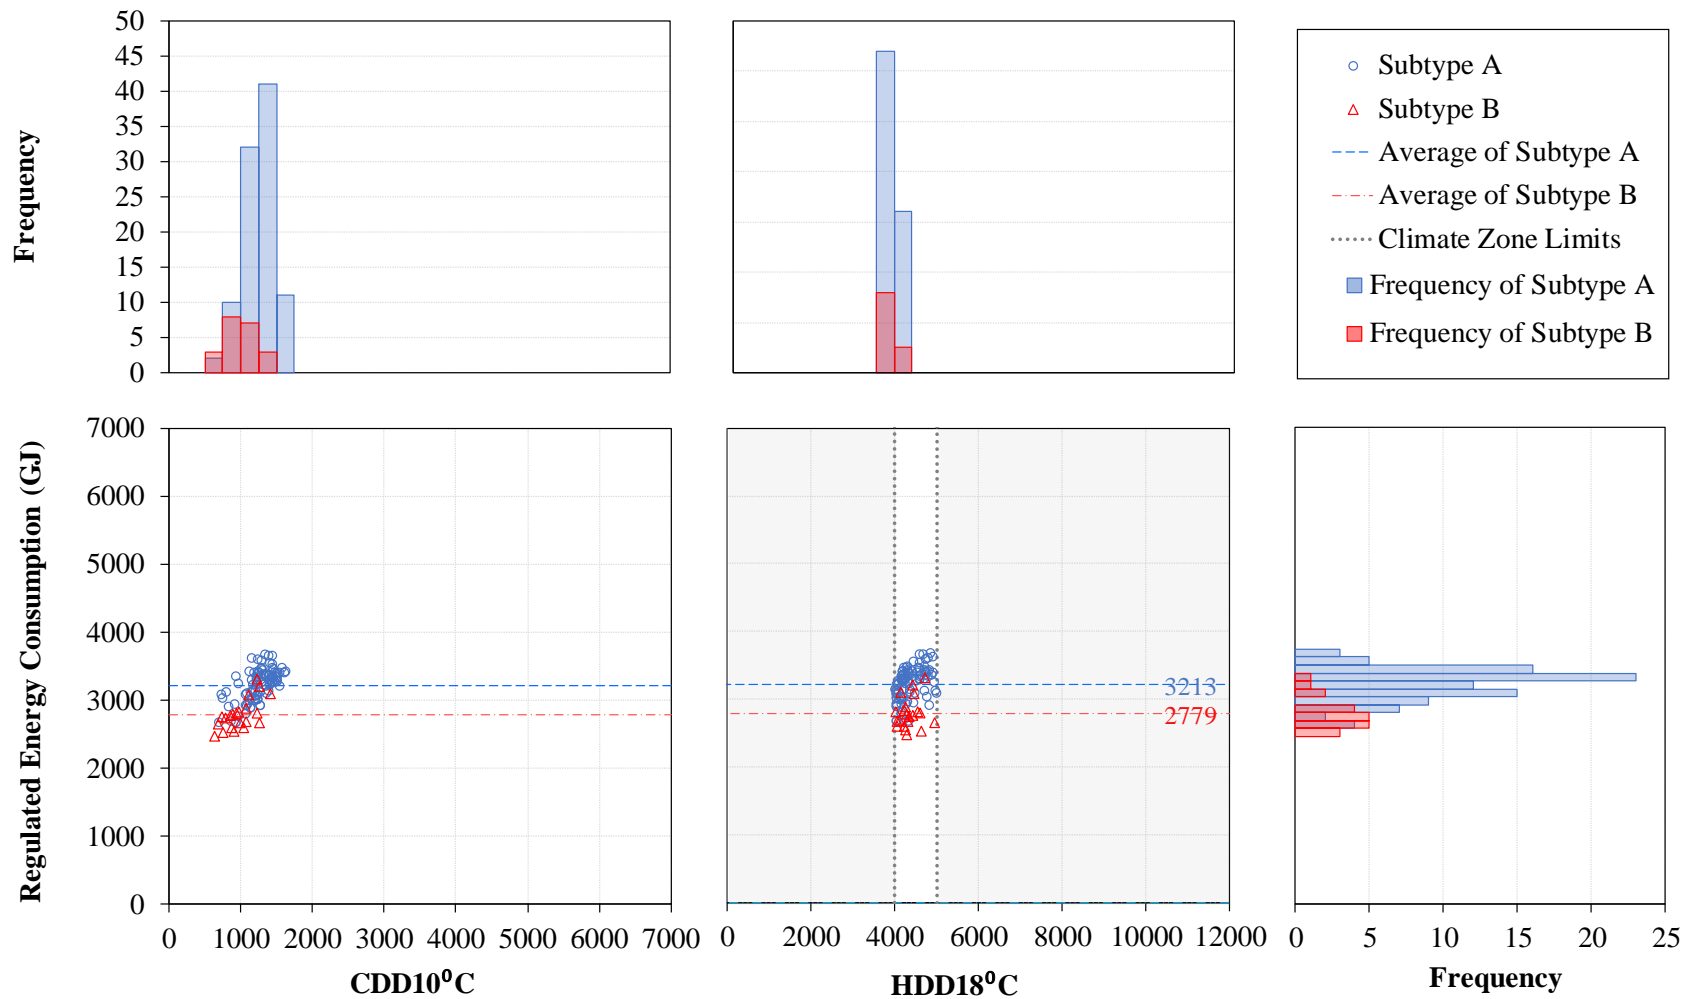 Frequency
50
45
40
35
30
25
20
15
10
5
0
Subtype A
Subtype B
Average of Subtype A
Average of Subtype B
Climate Zone Limits
Frequency of Subtype A
Frequency of Subtype B
Regulated Energy Consumption (GJ)
7000
6000
5000
4000
3000
2000
1000
0
0 1000 2000 3000 4000 5000 6000 7000
CDD10⁰C
3213
2779
0 2000 4000 6000 8000 10000 12000
HDD18⁰C
0 5 10 15 20 25
Frequency